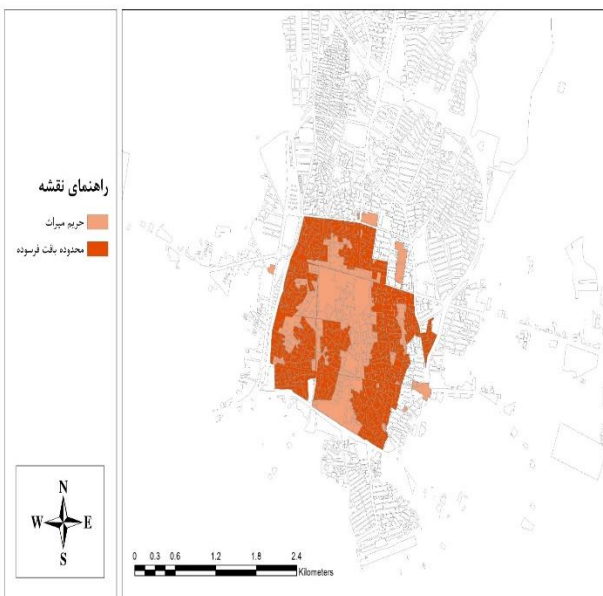 راهنمای نقشه
حریم میراث
محدوده بافت فرسوده
N
W E
S
0 0.3 0.6 1.2 1.8 2.4
Kilometers